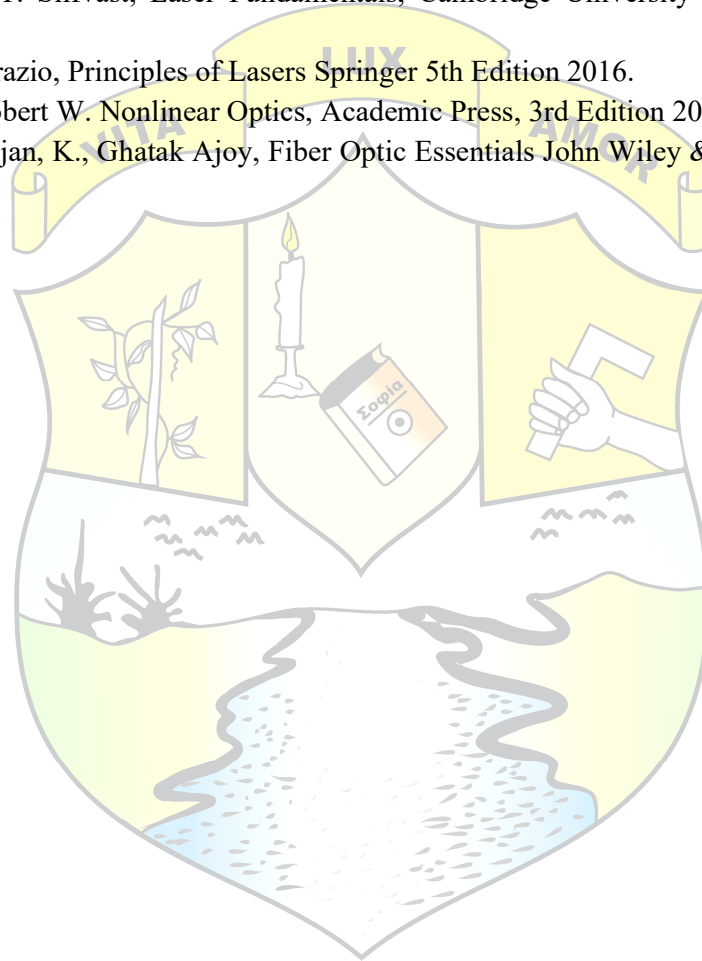 Laser Fundamentals, Cambridge University
razio, Principles of Lasers Springer 5th Edition 2016.
bert W. Nonlinear Optics, Academic Press, 3rd Edition 20
jan, K., Ghatak Ajoy, Fiber Optic Essentials John Wiley &
LUX
VITA
AMOR
Σοφία